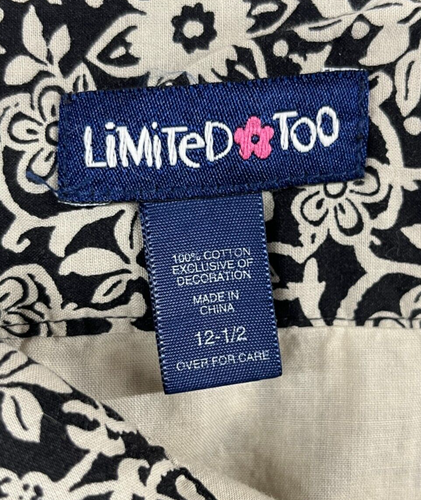 LiMiTeD TOO
100% COTTON
EXCLUSIVE OF
DECORATION
MADE IN
CHINA
12-1/2
OVER FOR CARE